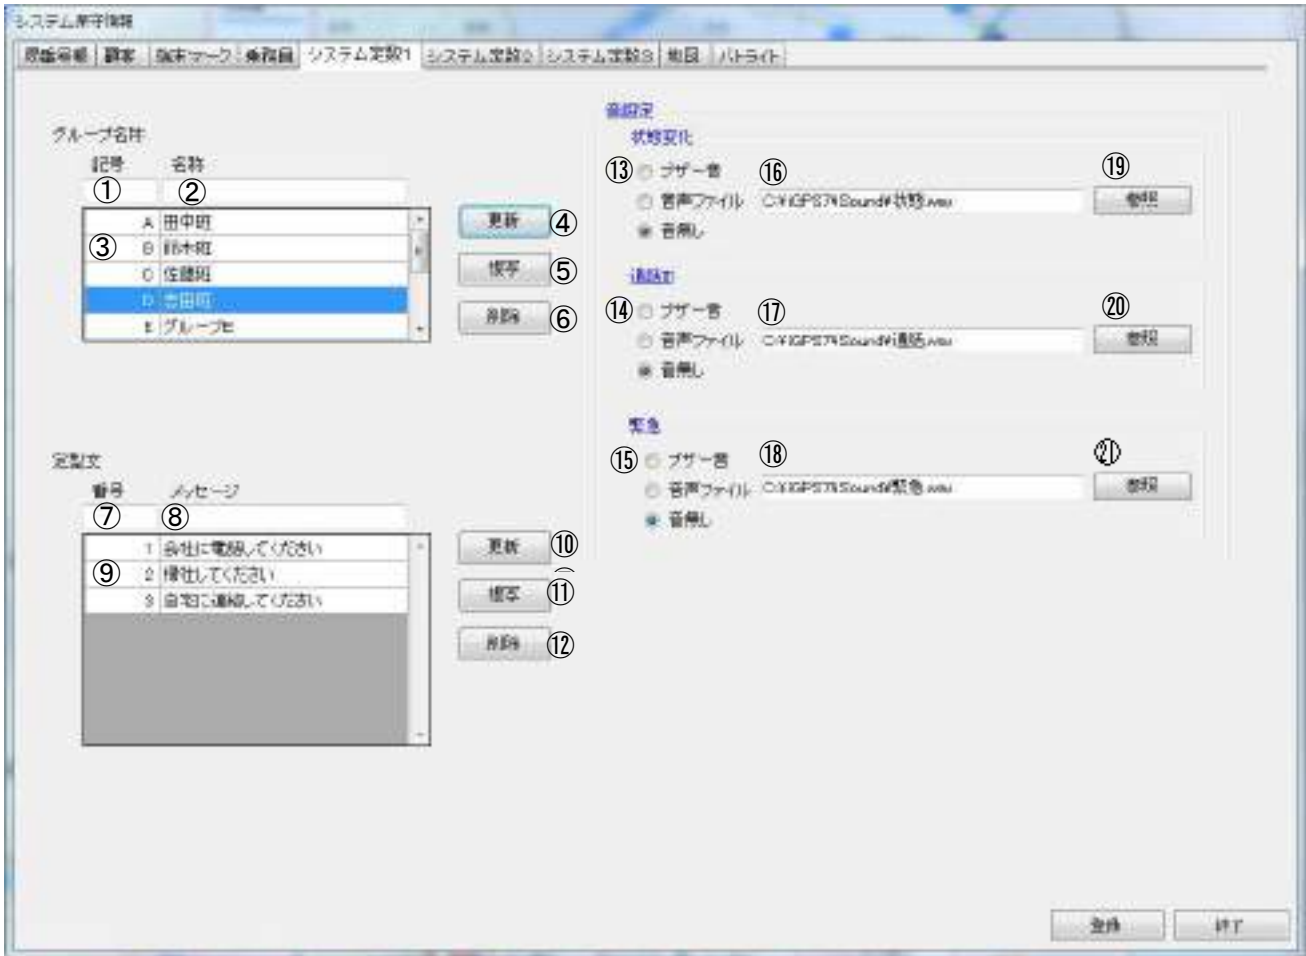 システム保守情報
局番号帳 顧客 端末マーク 乗務員 システム定数1 システム定数2 システム定数3 地図 パトライト
グループ名称
記号 名称
① ②
③
A 田中班
B 鈴木班
C 佐藤班
D 吉田班
E グループE
更新 ④
複写 ⑤
削除 ⑥
定型文
番号 メッセージ
⑦ ⑧
⑨
1 会社に電話してください
2 帰社してください
3 自宅に連絡してください
更新 ⑩
複写 ⑪
削除 ⑫
音設定
状態変化
⑬ ブザー音 ⑯ ⑲
音声ファイル C:¥iGPS7¥Sound¥状態.wav 参照
音無し
通話中
⑭ ブザー音 ⑰ ⑳
音声ファイル C:¥iGPS7¥Sound¥通話.wav 参照
音無し
緊急
⑮ ブザー音 ⑱ ㉑
音声ファイル C:¥iGPS7¥Sound¥緊急.wav 参照
音無し
登録 終了